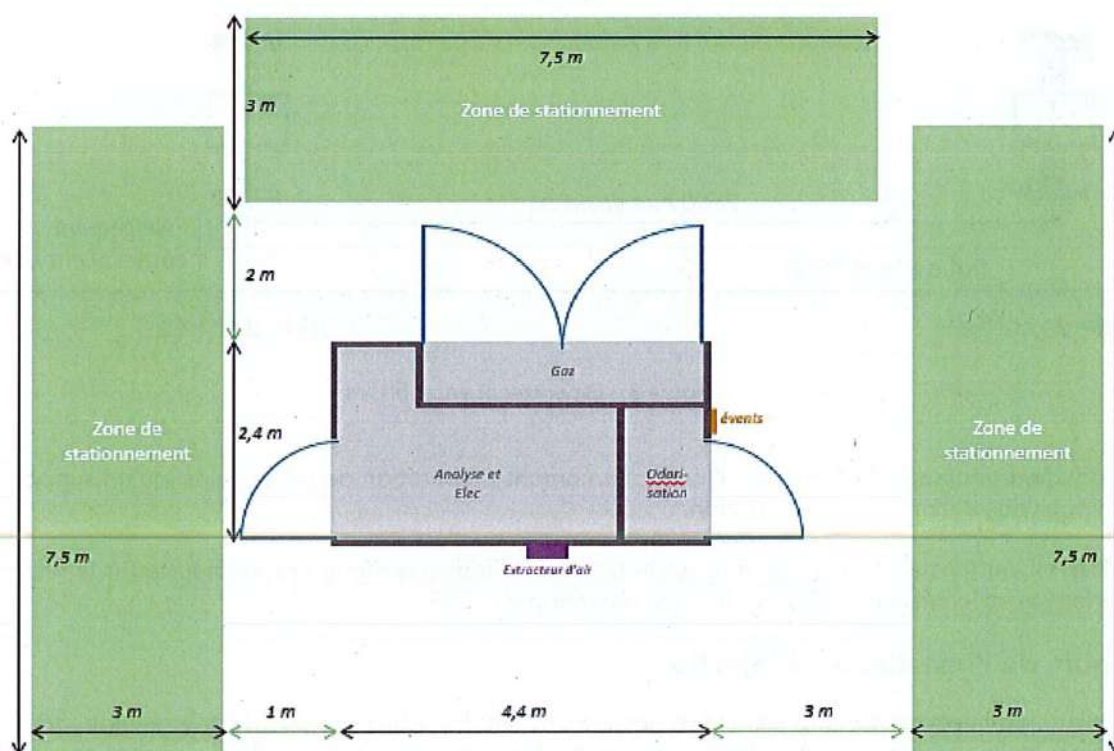 7,5 m
3 m
Zone de stationnement
2 m
Gaz
évents
Zone de
stationnement
2,4 m
Analyse et
Elec
Odari-
sation
Zone de
stationnement
7,5 m
Extracteur d'air
7,5 m
3 m
1 m
4,4 m
3 m
3 m